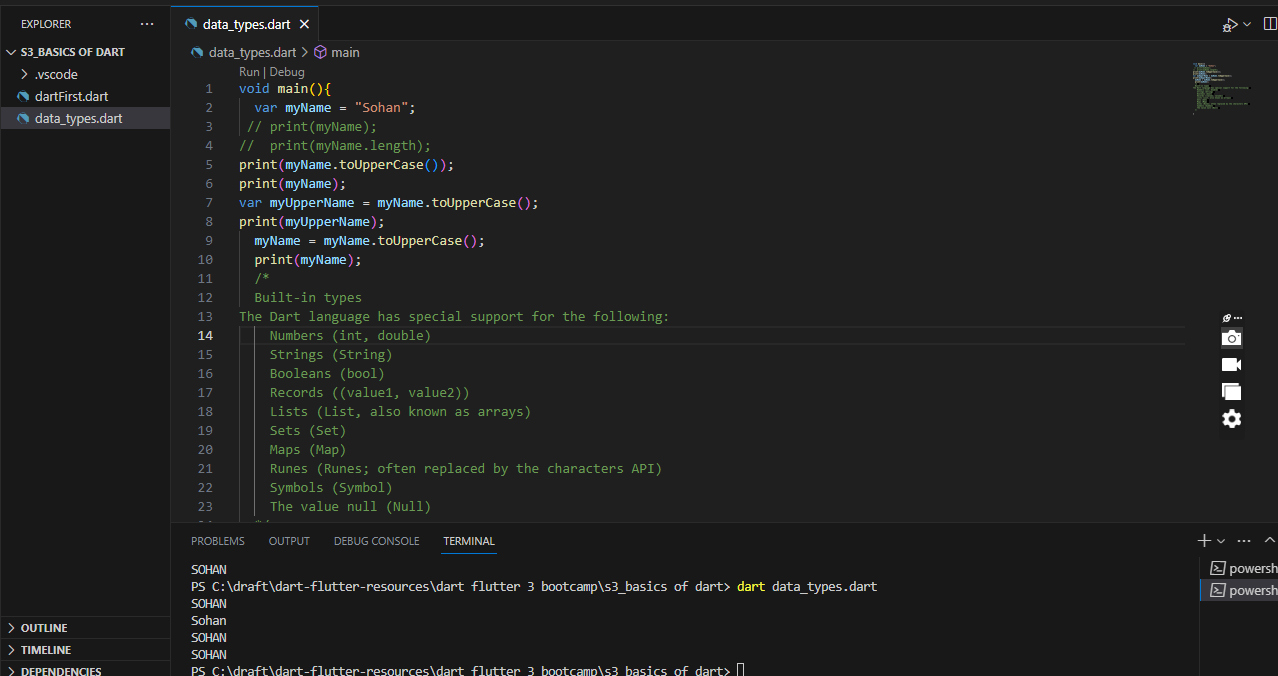 EXPLORER
S3_BASICS OF DART
.vscode
dartFirst.dart
data_types.dart
OUTLINE
TIMELINE
DEPENDENCIES
data_types.dart
data_types.dart > main
Run | Debug
1 void main(){
2 var myName = "Sohan";
3 // print(myName);
4 // print(myName.length);
5 print(myName.toUpperCase());
6 print(myName);
7 var myUpperName = myName.toUpperCase();
8 print(myUpperName);
9 myName = myName.toUpperCase();
10 print(myName);
11 /*
12 Built-in types
13 The Dart language has special support for the following:
14 Numbers (int, double)
15 Strings (String)
16 Booleans (bool)
17 Records ((value1, value2))
18 Lists (List, also known as arrays)
19 Sets (Set)
20 Maps (Map)
21 Runes (Runes; often replaced by the characters API)
22 Symbols (Symbol)
23 The value null (Null)
PROBLEMS OUTPUT DEBUG CONSOLE TERMINAL
SOHAN
PS C:\draft\dart-flutter-resources\dart flutter 3 bootcamp\s3_basics of dart> dart data_types.dart
SOHAN
Sohan
SOHAN
SOHAN
PS C:\draft\dart-flutter-resources\dart flutter 3 bootcamp\s3_basics of dart>
powersh
powersh